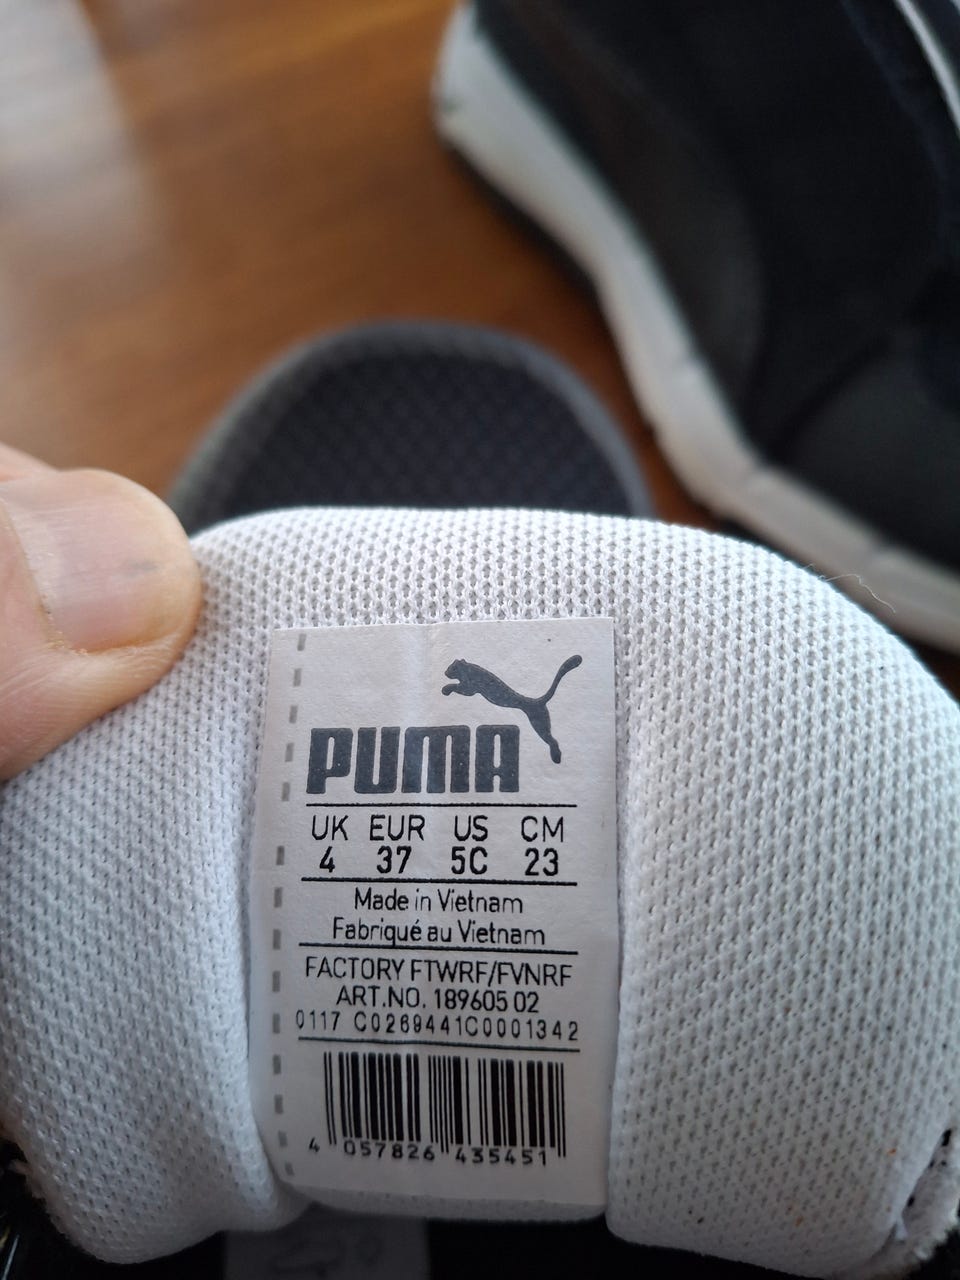 PUMA
UK EUR US CM
4 37 5C 23
Made in Vietnam
Fabriqué au Vietnam
FACTORY FTWRF/FVNRF
ART.NO. 189605 02
0117 C0269441C0001342
4 057826 435451